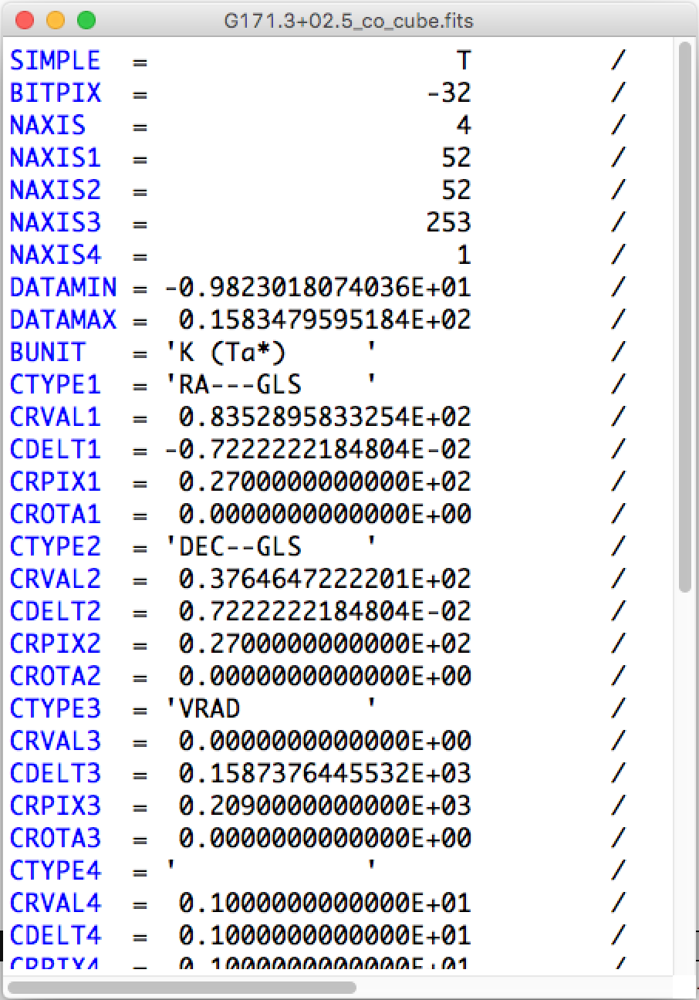 G171.3+02.5_co_cube.fits
SIMPLE = T /
BITPIX = -32 /
NAXIS = 4 /
NAXIS1 = 52 /
NAXIS2 = 52 /
NAXIS3 = 253 /
NAXIS4 = 1 /
DATAMIN = -0.9823018074036E+01 /
DATAMAX = 0.1583479595184E+02 /
BUNIT = 'K (Ta*) ' /
CTYPE1 = 'RA---GLS ' /
CRVAL1 = 0.8352895833254E+02 /
CDELT1 = -0.7222222184804E-02 /
CRPIX1 = 0.2700000000000E+02 /
CROTA1 = 0.0000000000000E+00 /
CTYPE2 = 'DEC--GLS ' /
CRVAL2 = 0.3764647222201E+02 /
CDELT2 = 0.7222222184804E-02 /
CRPIX2 = 0.2700000000000E+02 /
CROTA2 = 0.0000000000000E+00 /
CTYPE3 = 'VRAD ' /
CRVAL3 = 0.0000000000000E+00 /
CDELT3 = 0.1587376445532E+03 /
CRPIX3 = 0.2090000000000E+03 /
CROTA3 = 0.0000000000000E+00 /
CTYPE4 = ' ' /
CRVAL4 = 0.1000000000000E+01 /
CDELT4 = 0.1000000000000E+01 /
CRPIX4 = 0.1000000000000E+01 /